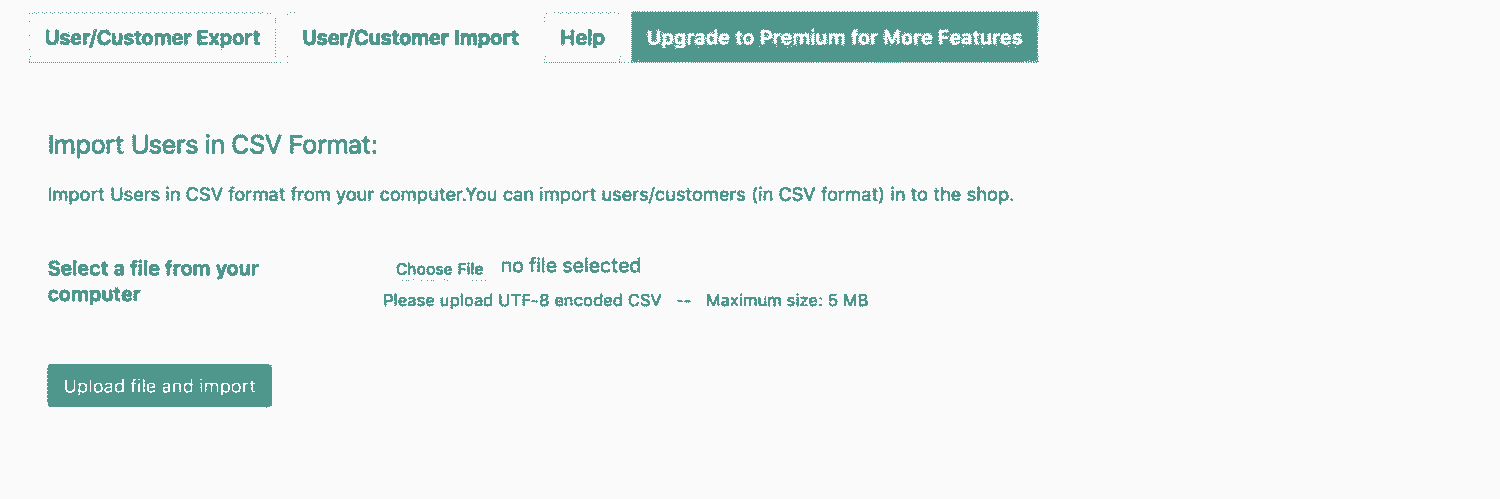 User/Customer Export User/Customer Import Help Upgrade to Premium for More Features
Import Users in CSV Format:
Import Users in CSV format from your computer.You can import users/customers (in CSV format) in to the shop.
Select a file from your
computer
Choose File no file selected
Please upload UTF-8 encoded CSV -- Maximum size: 5 MB
Upload file and import